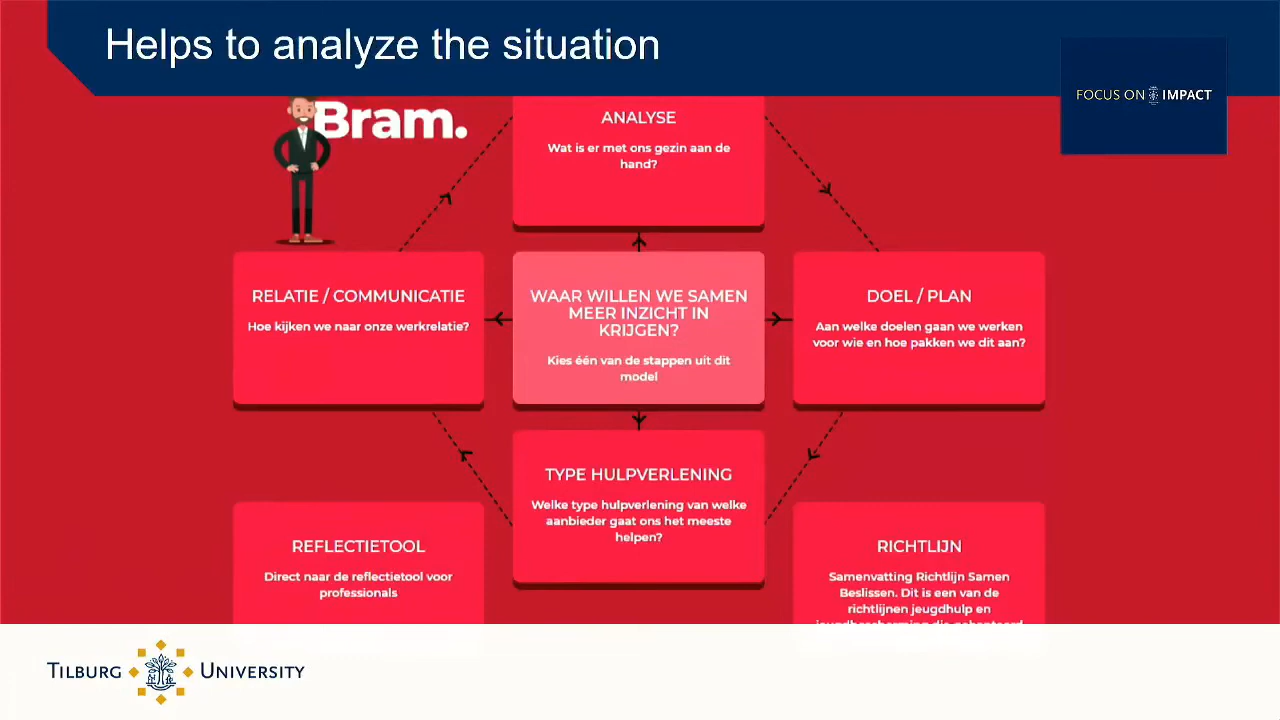 Helps to analyze the situation
FOCUS ON IMPACT
Bram.
ANALYSE
Wat is er met ons gezin aan de
hand?
RELATIE / COMMUNICATIE
Hoe kijken we naar onze werkrelatie?
WAAR WILLEN WE SAMEN
MEER INZICHT IN
KRIJGEN?
Kies één van de stappen uit dit
model
DOEL / PLAN
Aan welke doelen gaan we werken
voor wie en hoe pakken we dit aan?
TYPE HULPVERLENING
Welke type hulpverlening van welke
aanbieder gaat ons het meeste
helpen?
REFLECTIETOOL
Direct naar de reflectietool voor
professionals
RICHTLIJN
Samenvatting Richtlijn Samen
Beslissen. Dit is een van de
richtlijnen jeugdhulp en
TILBURG UNIVERSITY